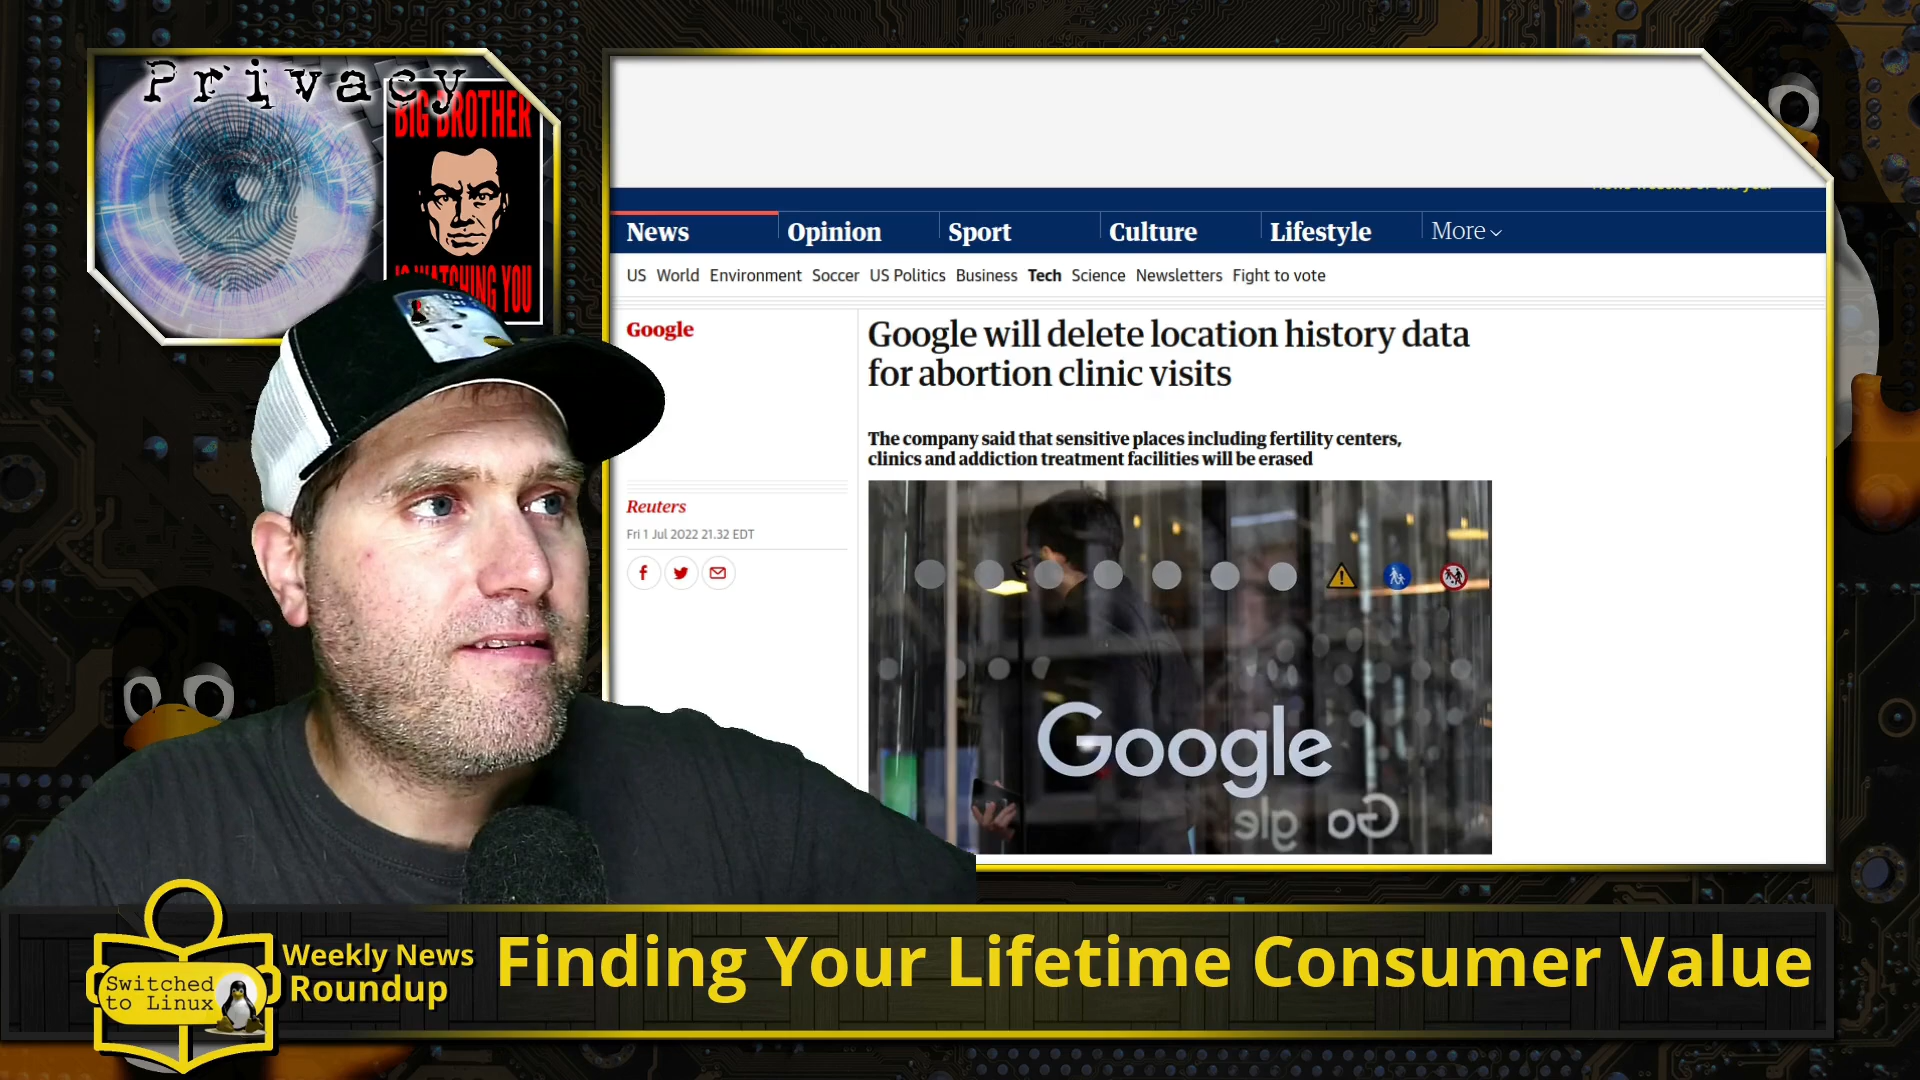 Privacy
BIG BROTHER
IS WATCHING YOU
News
Opinion
Sport
Culture
Lifestyle
More
US World Environment Soccer US Politics Business Tech Science Newsletters Fight to vote
Google
Google will delete location history data
for abortion clinic visits
The company said that sensitive places including fertility centers,
clinics and addiction treatment facilities will be erased
Reuters
Fri 1 Jul 2022 21.32 EDT
Google
Switched
to Linux
Weekly News
Roundup
Finding Your Lifetime Consumer Value